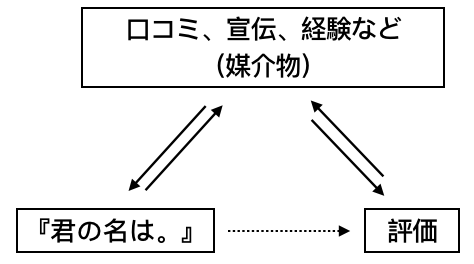 口コミ、宣伝、経験など
（媒介物）
『君の名は。』
評価